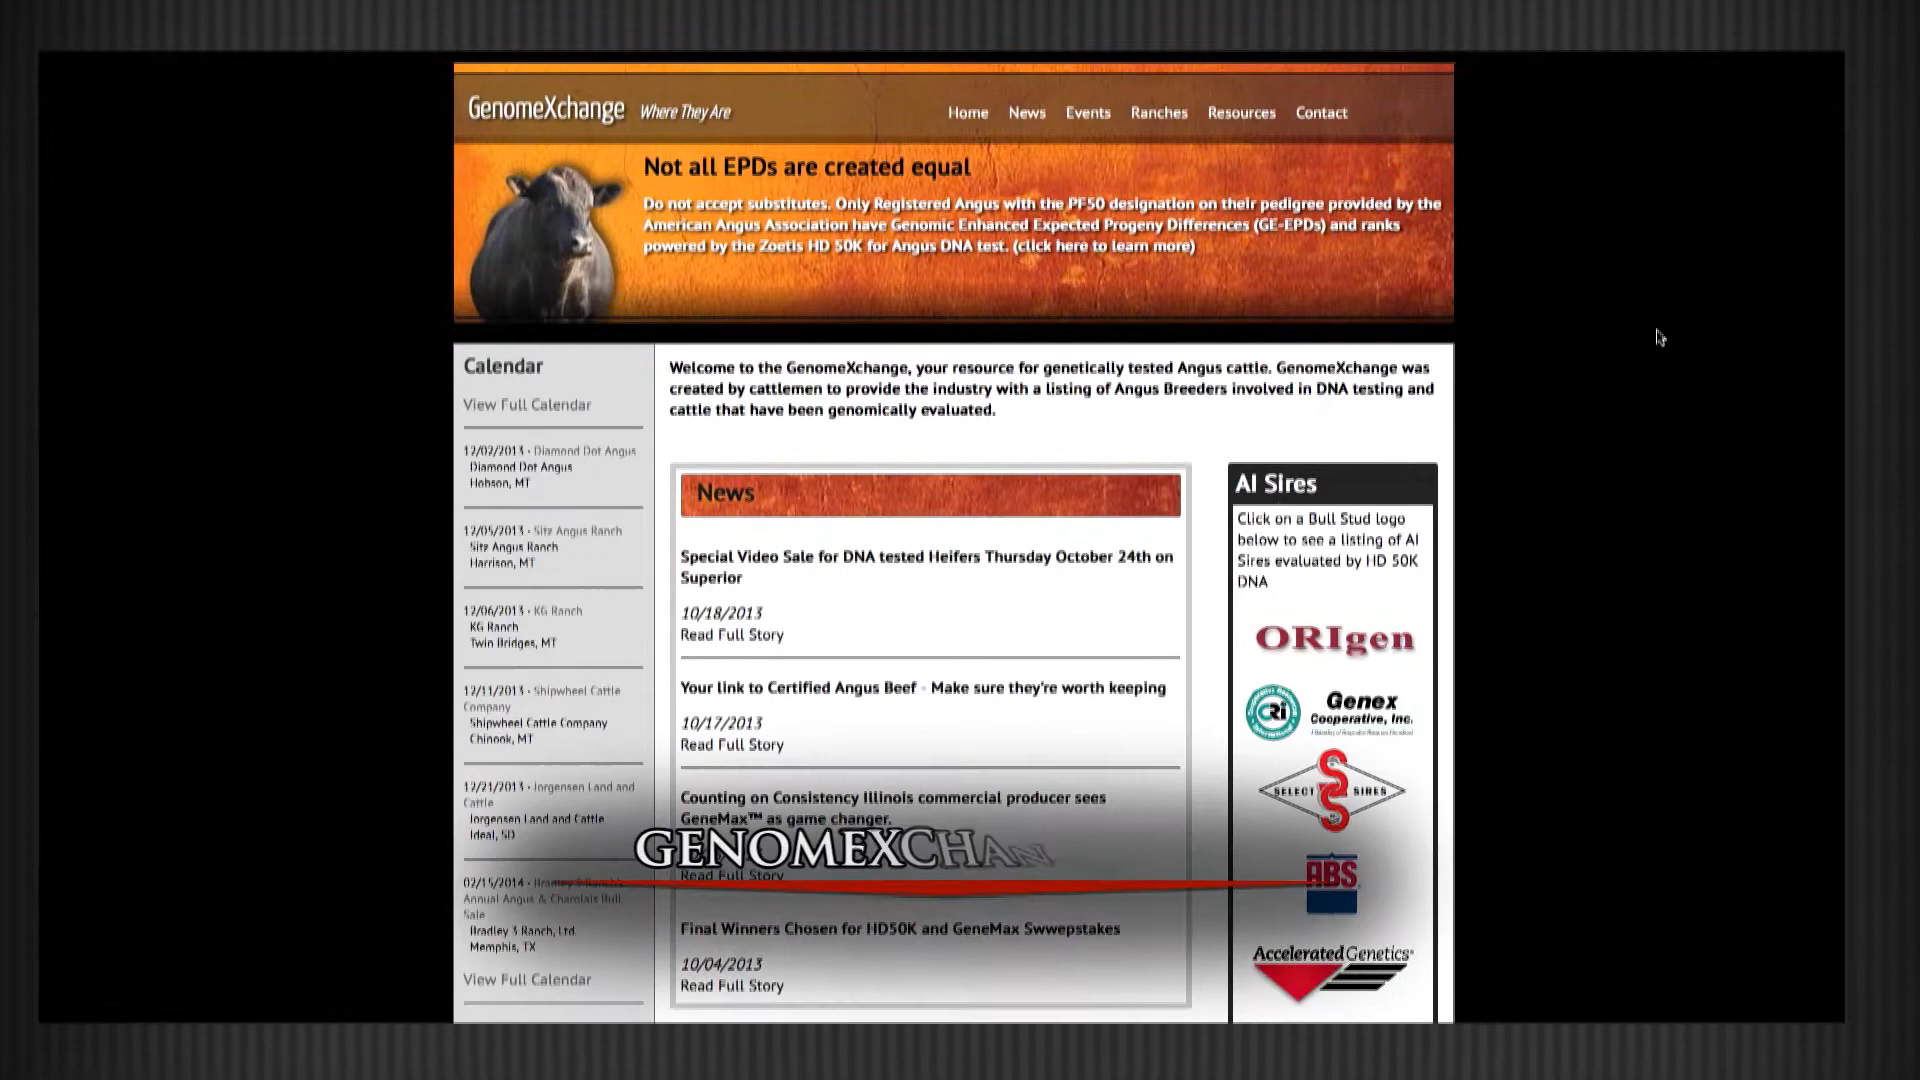 GenomeXchange Where They Are
Home News Events Ranches Resources Contact
Not all EPDs are created equal
Do not accept substitutes. Only Registered Angus with the PF50 designation on their pedigree provided by the
American Angus Association have Genomic Enhanced Expected Progeny Differences (GE-EPDs) and ranks
powered by the Zoetis HD 50K for Angus DNA test. (click here to learn more)
Calendar
View Full Calendar
12/02/2013 - Diamond Dot Angus
Diamond Dot Angus
Hobson, MT
12/05/2013 - Sitz Angus Ranch
Sitz Angus Ranch
Harrison, MT
12/06/2013 - KG Ranch
KG Ranch
Twin Bridges, MT
12/11/2013 - Shipwheel Cattle
Company
Shipwheel Cattle Company
Chinook, MT
12/21/2013 - Jorgensen Land and
Cattle
Jorgensen Land and Cattle
Ideal, SD
02/15/2014 - Bradley 3 Ranch
Annual Angus & Charolais Bull
Sale
Bradley 3 Ranch, Ltd.
Memphis, TX
View Full Calendar
Welcome to the GenomeXchange, your resource for genetically tested Angus cattle. GenomeXchange was
created by cattlemen to provide the industry with a listing of Angus Breeders involved in DNA testing and
cattle that have been genomically evaluated.
News
Special Video Sale for DNA tested Heifers Thursday October 24th on
Superior
10/18/2013
Read Full Story
Your link to Certified Angus Beef - Make sure they're worth keeping
10/17/2013
Read Full Story
Counting on Consistency Illinois commercial producer sees
GeneMax™ as game changer.
GENOMEXCHAN
Read Full Story
Final Winners Chosen for HD50K and GeneMax Swwepstakes
10/04/2013
Read Full Story
AI Sires
Click on a Bull Stud logo
below to see a listing of AI
Sires evaluated by HD 50K
DNA
ORIgen
CRi Genex
Cooperative, Inc.
SELECT SIRES
ABS
Accelerated Genetics